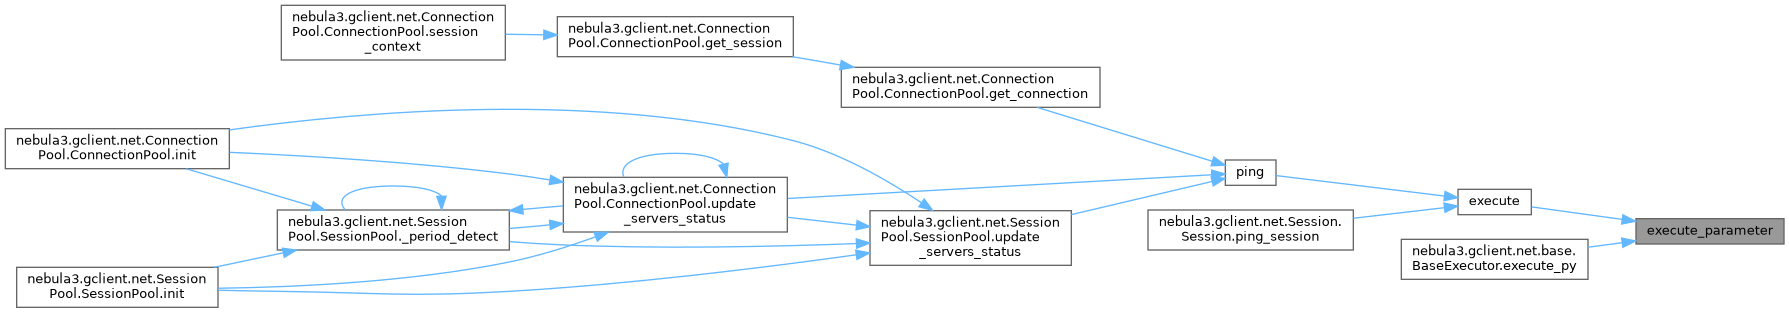 nebula3.gclient.net.Connection
Pool.ConnectionPool.session
_context
nebula3.gclient.net.Connection
Pool.ConnectionPool.get_session
nebula3.gclient.net.Connection
Pool.ConnectionPool.get_connection
nebula3.gclient.net.Connection
Pool.ConnectionPool.init
ping
nebula3.gclient.net.Connection
Pool.ConnectionPool.update
_servers_status
execute
nebula3.gclient.net.Session
Pool.SessionPool._period_detect
nebula3.gclient.net.Session
Pool.SessionPool.update
_servers_status
nebula3.gclient.net.Session.
Session.ping_session
execute_parameter
nebula3.gclient.net.base.
BaseExecutor.execute_py
nebula3.gclient.net.Session
Pool.SessionPool.init